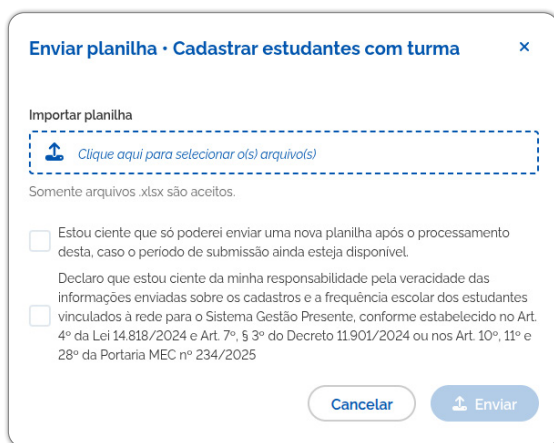 Enviar planilha • Cadastrar estudantes com turma ×
Importar planilha
Clique aqui para selecionar o(s) arquivo(s)
Somente arquivos .xlsx são aceitos.
Estou ciente que só poderei enviar uma nova planilha após o processamento
desta, caso o período de submissão ainda esteja disponível.
Declaro que estou ciente da minha responsabilidade pela veracidade das
informações enviadas sobre os cadastros e a frequência escolar dos estudantes
vinculados à rede para o Sistema Gestão Presente, conforme estabelecido no Art.
4º da Lei 14.818/2024 e Art. 7º, § 3º do Decreto 11.901/2024 ou nos Art. 10º, 11º e
28º da Portaria MEC nº 234/2025
Cancelar
Enviar